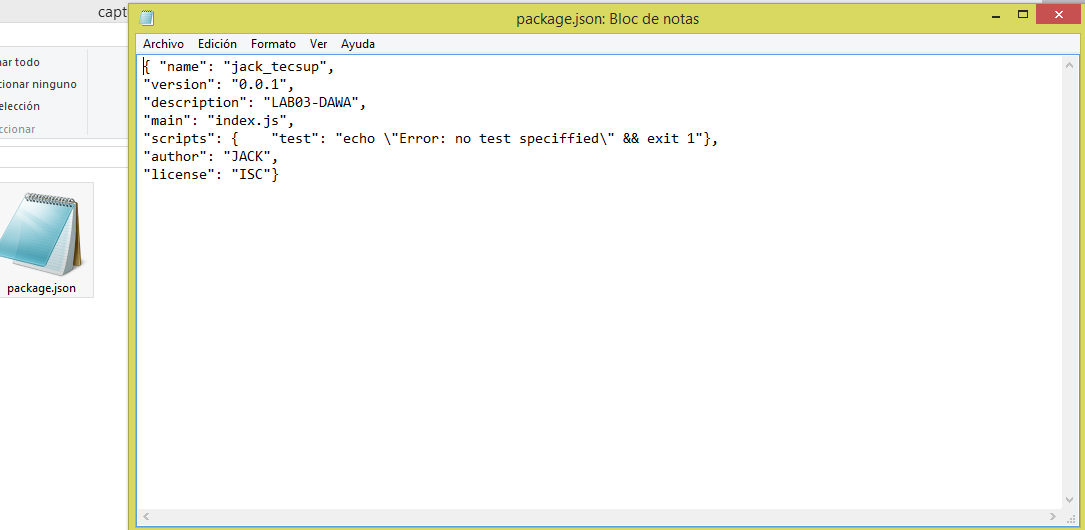 capt
package.json: Bloc de notas
Archivo Edición Formato Ver Ayuda
nar todo
cionar ninguno
elección
ccionar
package.json
{ "name": "jack_tecsup",
"version": "0.0.1",
"description": "LAB03-DAWA",
"main": "index.js",
"scripts": {    "test": "echo \"Error: no test speciffied\" && exit 1"},
"author": "JACK",
"license": "ISC"}